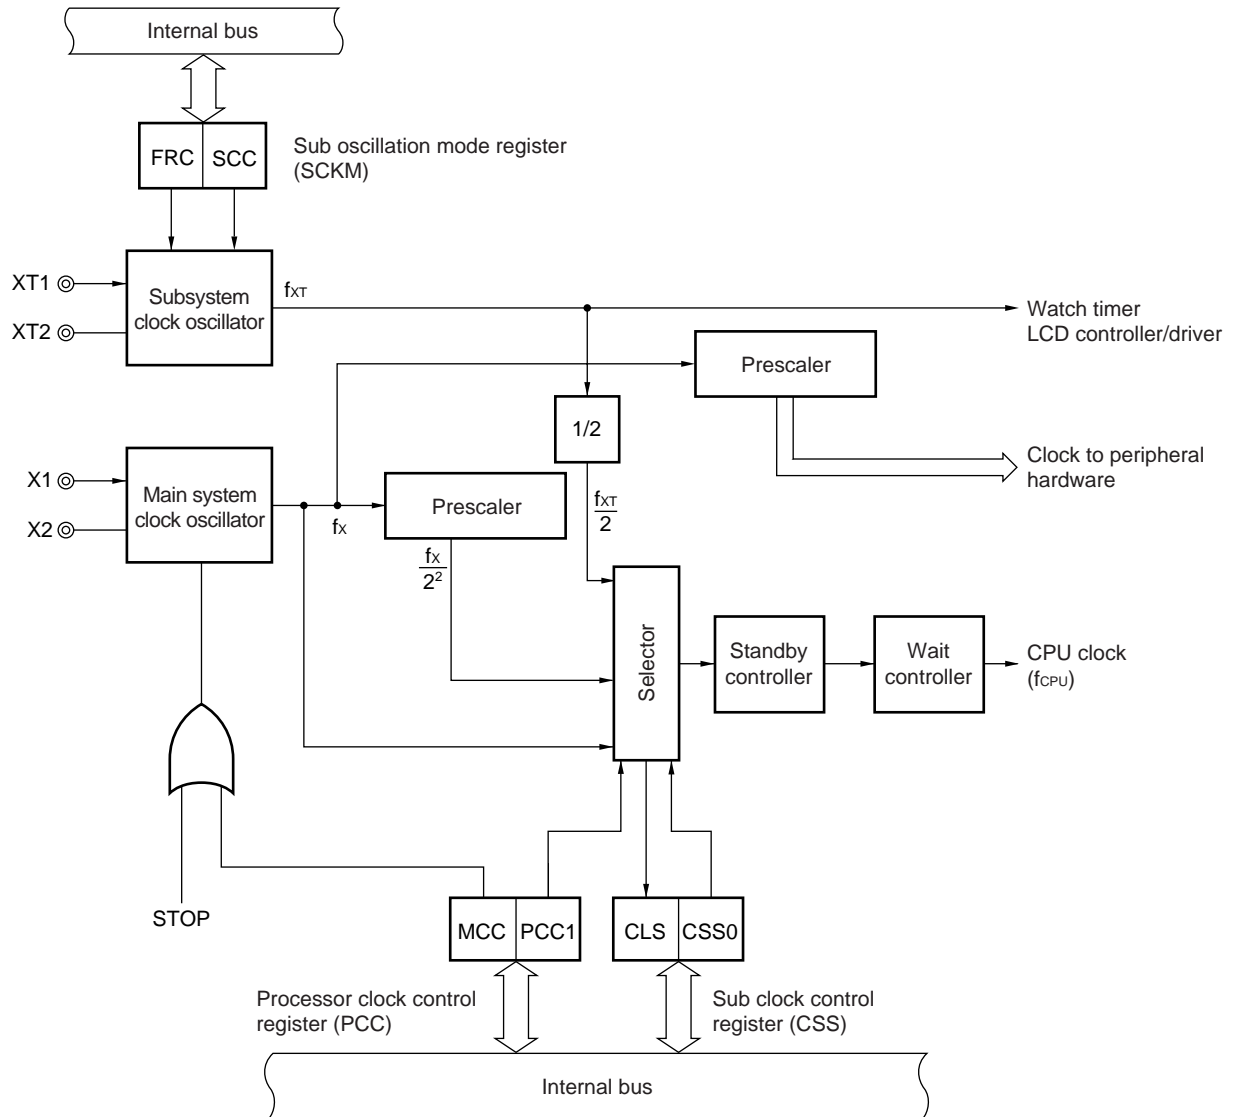 Internal bus
FRC
SCC
Sub oscillation mode register
(SCKM)
XT1
XT2
Subsystem
clock oscillator
fXT
Watch timer
LCD controller/driver
Prescaler
1/2
Clock to peripheral
hardware
X1
X2
Main system
clock oscillator
fX
Prescaler
fXT
2
fX
2²
Selector
Standby
controller
Wait
controller
CPU clock
(fCPU)
STOP
MCC
PCC1
CLS
CSS0
Processor clock control
register (PCC)
Sub clock control
register (CSS)
Internal bus